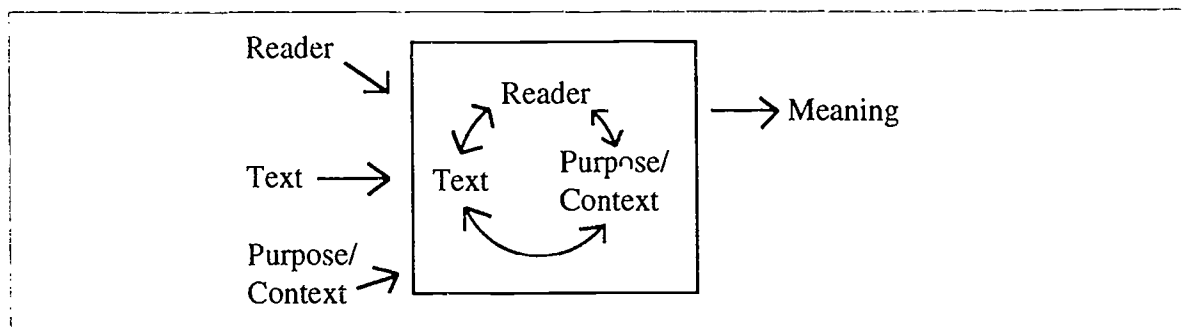 Reader
Reader
Meaning
Text
Text
Purpose/
Context
Purpose/
Context